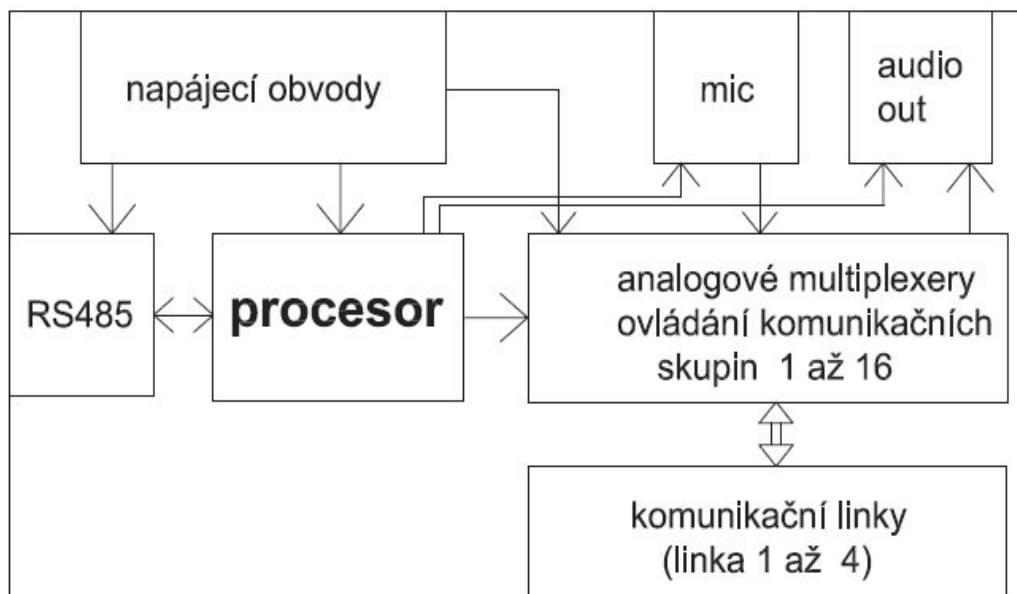 napájecí obvody
mic
audio
out
RS485
procesor
analogové multiplexery
ovládání komunikačních
skupin 1 až 16
komunikační linky
(linka 1 až 4)